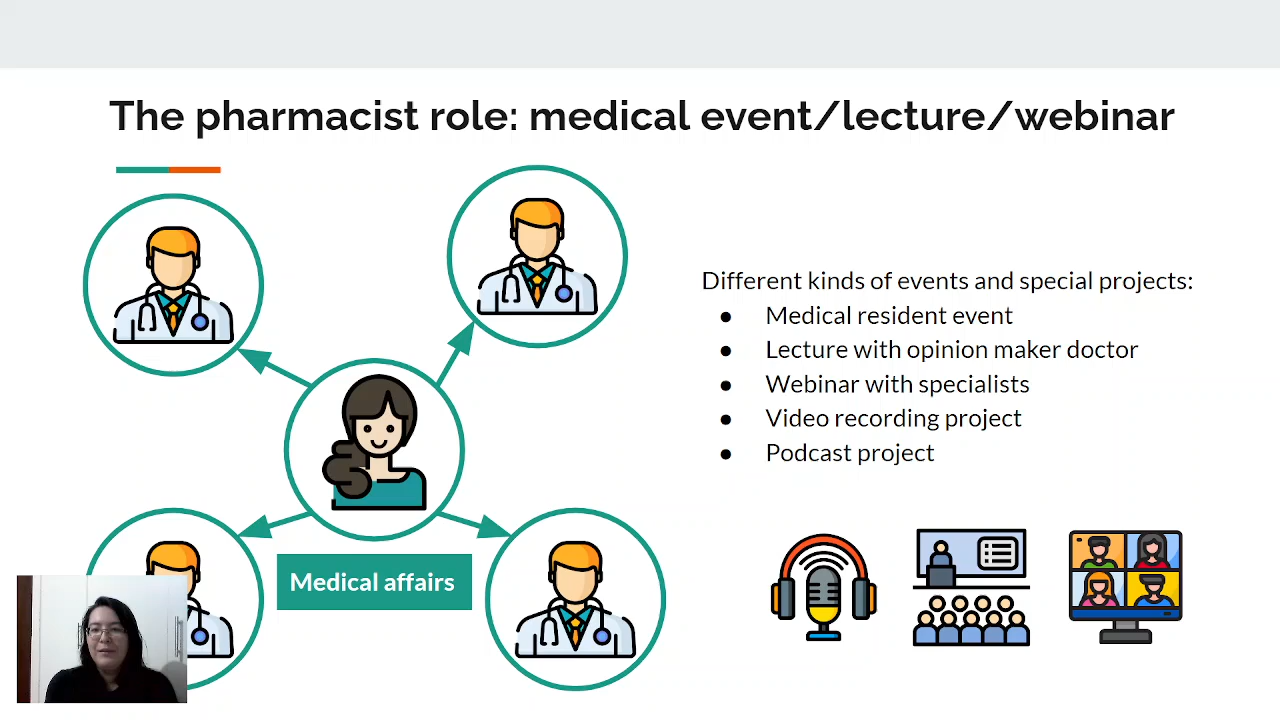 The pharmacist role: medical event/lecture/webinar
Different kinds of events and special projects:
● Medical resident event
● Lecture with opinion maker doctor
● Webinar with specialists
● Video recording project
● Podcast project
Medical affairs